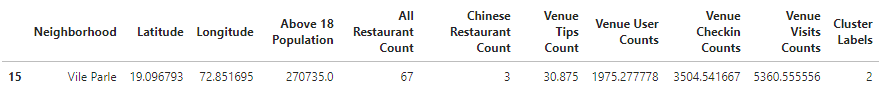 Neighborhood Latitude Longitude Above 18 Population All Restaurant Count Chinese Restaurant Count Venue Tips Count Venue User Counts Venue Checkin Counts Venue Visits Counts Cluster Labels
15 Vile Parle 19.096793 72.851695 270735.0 67 3 30.875 1975.277778 3504.541667 5360.555556 2